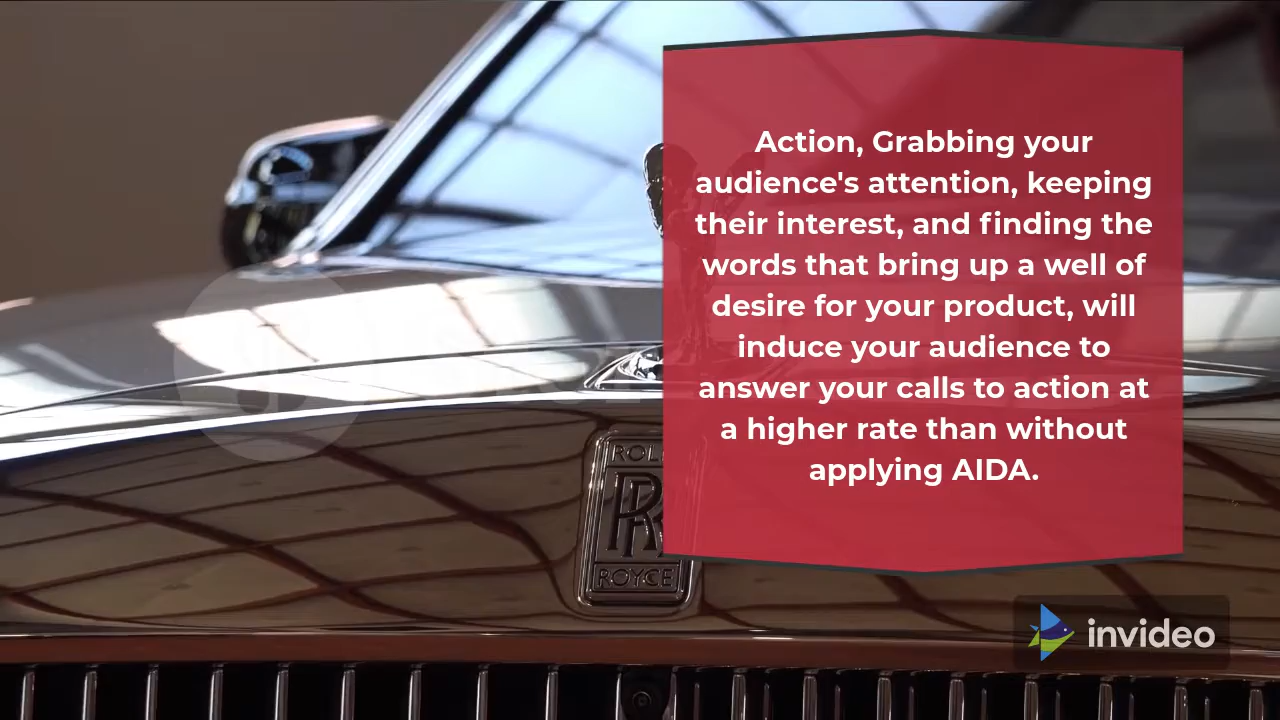 Action, Grabbing your
audience's attention, keeping
their interest, and finding the
words that bring up a well of
desire for your product, will
induce your audience to
answer your calls to action at
a higher rate than without
applying AIDA.
RR
ROYCE
invideo